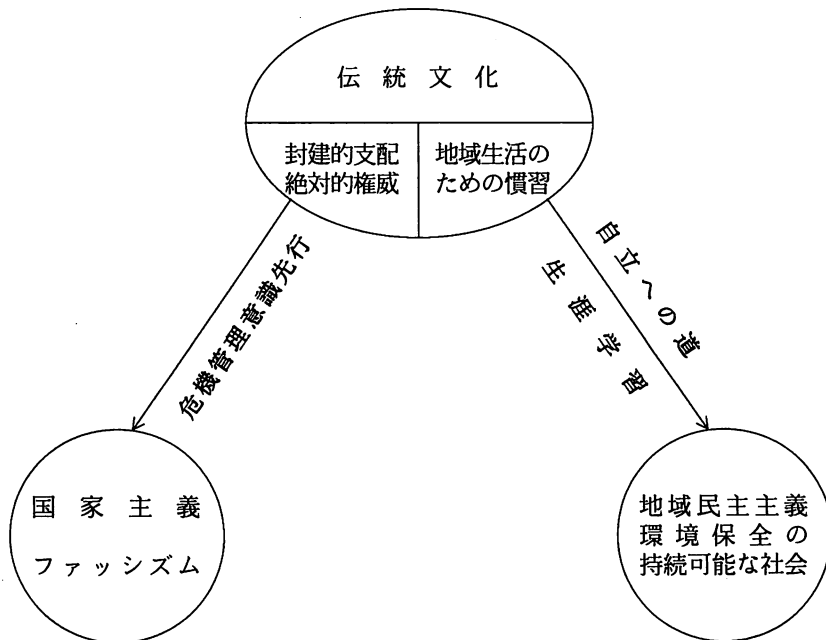 伝統文化
封建的支配
絶対的権威
地域生活の
ための慣習
危機管理意識先行
自立への道
生涯学習
国家主義
ファッシズム
地域民主主義
環境保全の
持続可能な社会